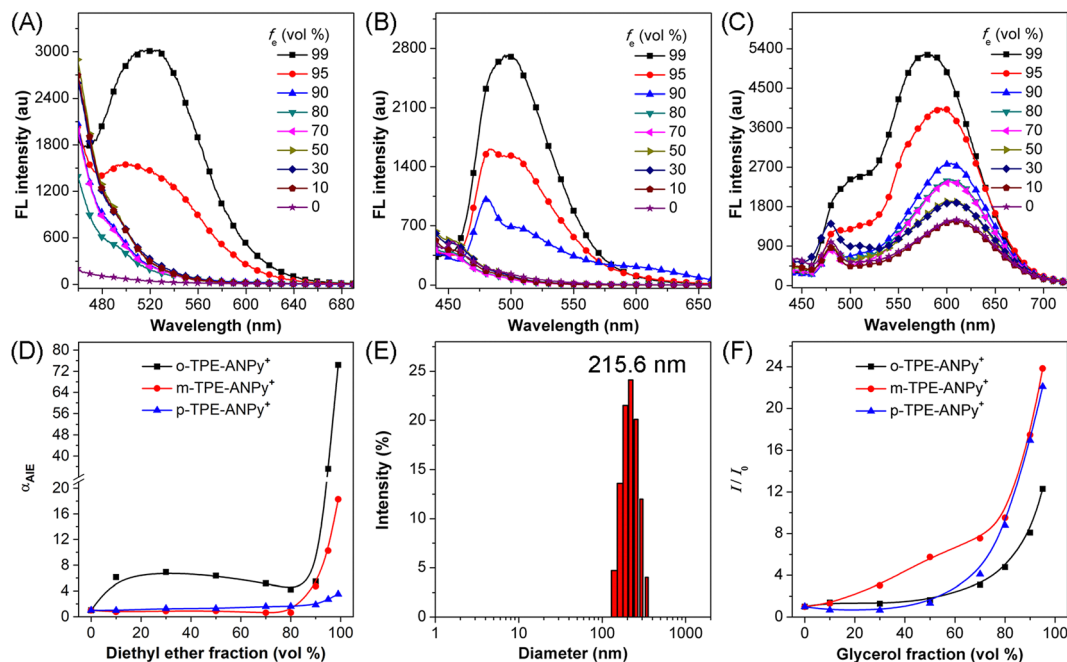 (A)
FL intensity (au)
3000
2400
1800
1200
600
0
fe (vol %)
99
95
90
80
70
50
30
10
0
480 520 560 600 640 680
Wavelength (nm)
(B)
FL intensity (au)
2800
2100
1400
700
0
fe (vol %)
99
95
90
80
70
50
30
10
0
450 500 550 600 650
Wavelength (nm)
(C)
FL intensity (au)
5400
4500
3600
2700
1800
900
0
fe (vol %)
99
95
90
80
70
50
30
10
0
450 500 550 600 650 700
Wavelength (nm)
(D)
αAIE
80
72
64
56
48
40
20
16
12
8
4
0
o-TPE-ANPy+
m-TPE-ANPy+
p-TPE-ANPy+
0 20 40 60 80 100
Diethyl ether fraction (vol %)
(E)
Intensity (%)
25
20
15
10
5
0
215.6 nm
1 10 100 1000
Diameter (nm)
(F)
I / I0
24
20
16
12
8
4
0
o-TPE-ANPy+
m-TPE-ANPy+
p-TPE-ANPy+
0 20 40 60 80 100
Glycerol fraction (vol %)